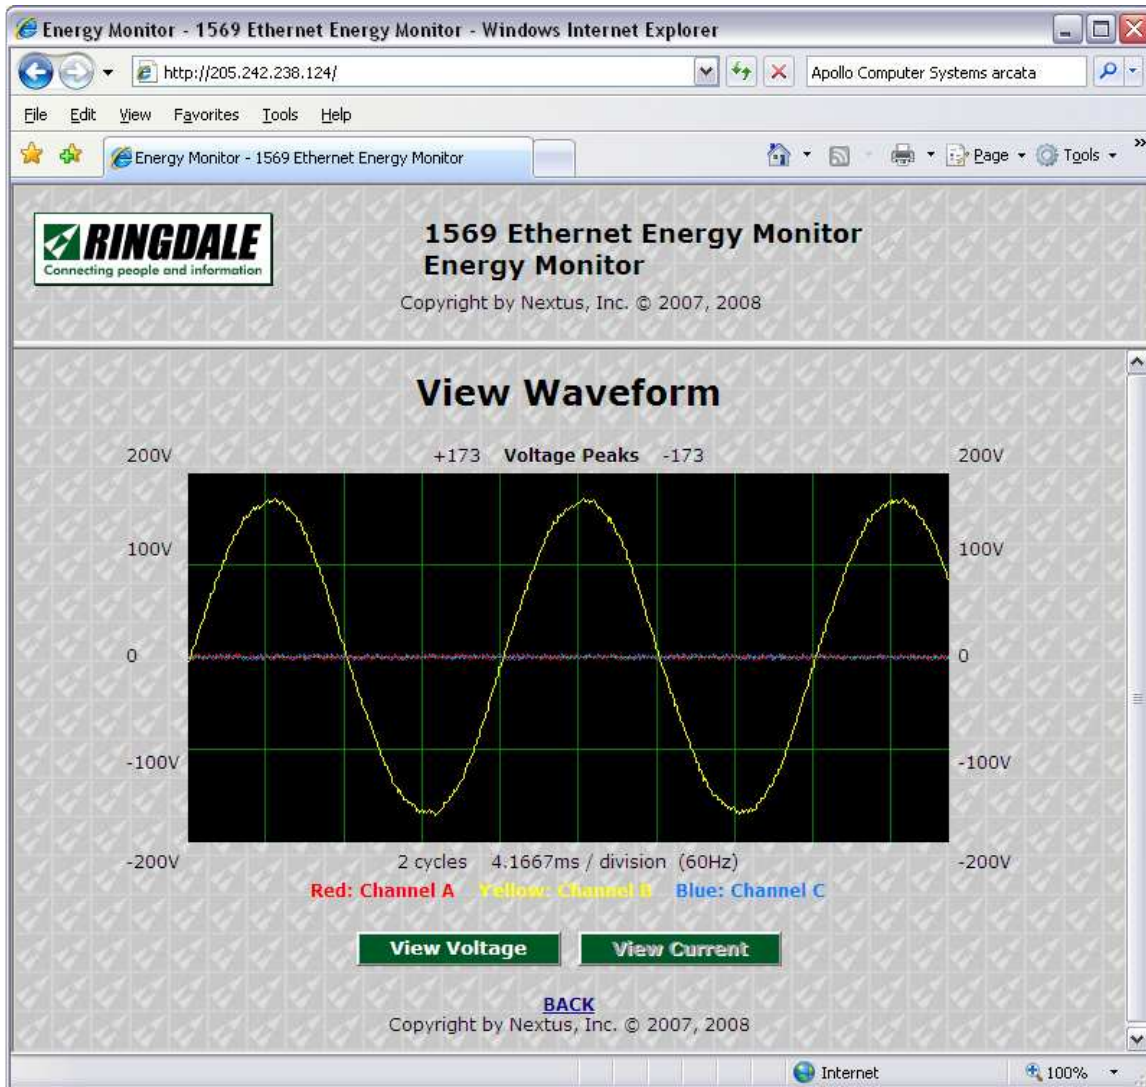 Energy Monitor - 1569 Ethernet Energy Monitor - Windows Internet Explorer
http://205.242.238.124/
Apollo Computer Systems arcata
File Edit View Favorites Tools Help
Energy Monitor - 1569 Ethernet Energy Monitor
Page Tools »
RINGDALE
Connecting people and information
1569 Ethernet Energy Monitor
Energy Monitor
Copyright by Nextus, Inc. © 2007, 2008
View Waveform
200V +173 Voltage Peaks -173 200V
100V 100V
0 0
-100V -100V
-200V 2 cycles 4.1667ms / division (60Hz) -200V
Red: Channel A Yellow: Channel B Blue: Channel C
View Voltage View Current
BACK
Copyright by Nextus, Inc. © 2007, 2008
Internet 100%